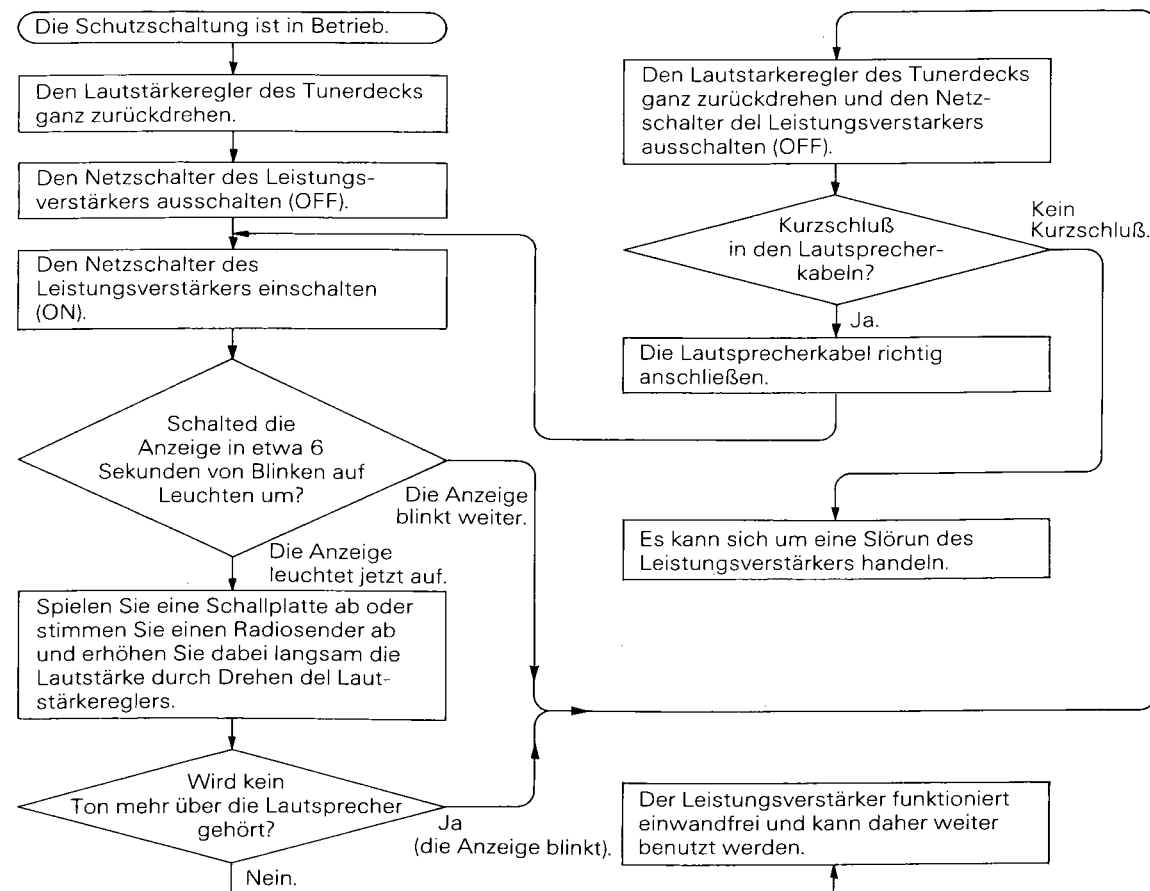 Die Schutzschaltung ist in Betrieb.
Den Lautstärkeregler des Tunerdecks
ganz zurückdrehen.
Den Netzschalter des Leistungs-
verstärkers ausschalten (OFF).
Den Netzschalter des
Leistungsverstärkers einschalten
(ON).
Schalted die
Anzeige in etwa 6
Sekunden von Blinken auf
Leuchten um?
Die Anzeige
blinkt weiter.
Die Anzeige
leuchtet jetzt auf.
Spielen Sie eine Schallplatte ab oder
stimmen Sie einen Radiosender ab
und erhöhen Sie dabei langsam die
Lautstärke durch Drehen del Laut-
stärkereglers.
Wird kein
Ton mehr über die Lautsprecher
gehört?
Ja
(die Anzeige blinkt).
Nein.
Den Lautstarkeregler des Tunerdecks
ganz zurückdrehen und den Netz-
schalter del Leistungsverstarkers
ausschalten (OFF).
Kurzschluß
in den Lautsprecher-
kabeln?
Kein
Kurzschluß.
Ja.
Die Lautsprecherkabel richtig
anschließen.
Es kann sich um eine Slörun des
Leistungsverstärkers handeln.
Der Leistungsverstärker funktioniert
einwandfrei und kann daher weiter
benutzt werden.